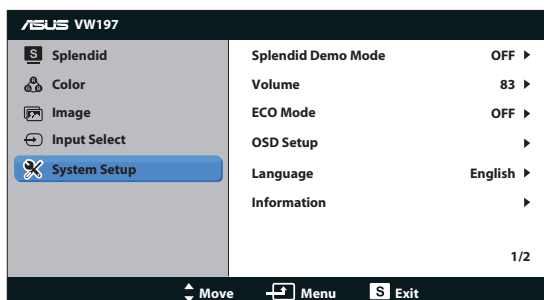 ASUS VW197
S Splendid
Color
Image
Input Select
System Setup
Splendid Demo Mode OFF
Volume 83
ECO Mode OFF
OSD Setup
Language English
Information
1/2
Move Menu S Exit